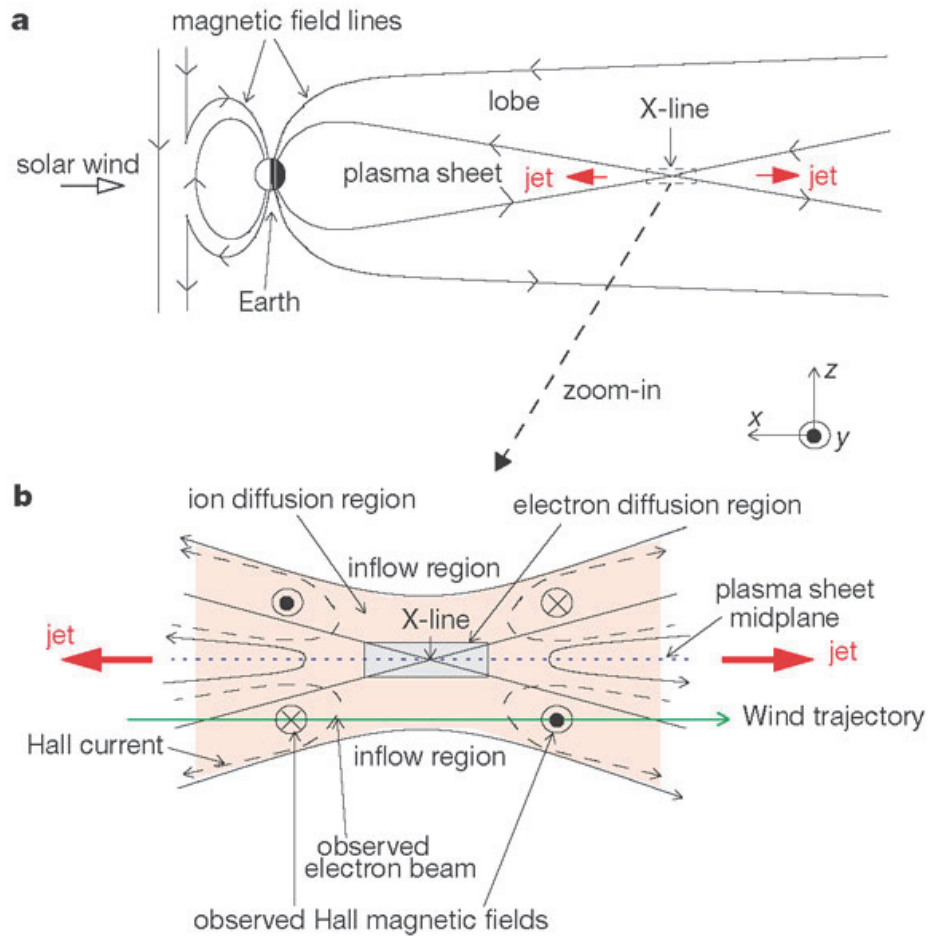 a
magnetic field lines
lobe
X-line
solar wind
plasma sheet
jet
jet
Earth
zoom-in
z
x
y
b
ion diffusion region
electron diffusion region
inflow region
plasma sheet
midplane
X-line
jet
jet
Wind trajectory
Hall current
inflow region
observed
electron beam
observed Hall magnetic fields